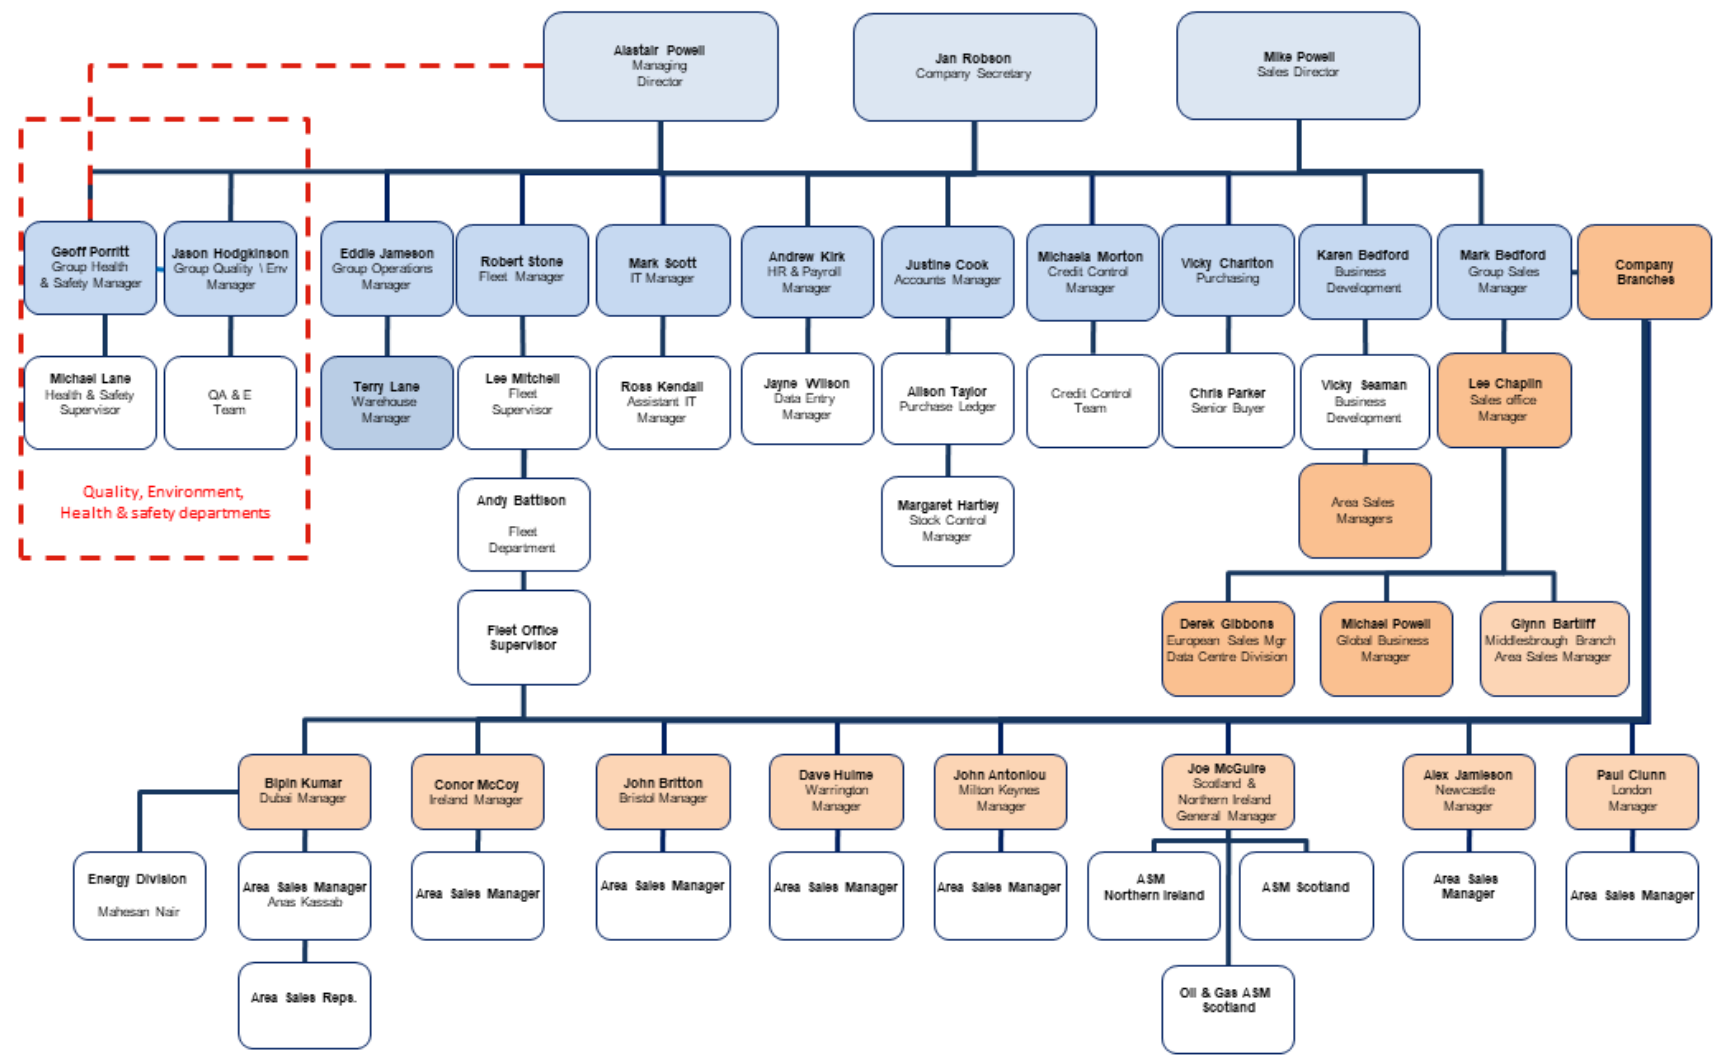 Alastair Powell
Managing
Director
Jan Robson
Company Secretary
Mike Powell
Sales Director
Geoff Porritt
Group Health
& Safety Manager
Jason Hodgkinson
Group Quality \ Env
Manager
Eddie Jameson
Group Operations
Manager
Robert Stone
Fleet Manager
Mark Scott
IT Manager
Andrew Kirk
HR & Payroll
Manager
Justine Cook
Accounts Manager
Michaela Morton
Credit Control
Manager
Vicky Charlton
Purchasing
Karen Bedford
Business
Development
Mark Bedford
Group Sales
Manager
Company
Branches
Michael Lane
Health & Safety
Supervisor
QA & E
Team
Terry Lane
Warehouse
Manager
Lee Mitchell
Fleet
Supervisor
Ross Kendall
Assistant IT
Manager
Jayne Wilson
Data Entry
Manager
Alison Taylor
Purchase Ledger
Credit Control
Team
Chris Parker
Senior Buyer
Vicky Seaman
Business
Development
Lee Chaplin
Sales office
Manager
Quality, Environment,
Health & safety departments
Andy Battison
Fleet
Department
Margaret Hartley
Stock Control
Manager
Area Sales
Managers
Fleet Office
Supervisor
Derek Gibbons
European Sales Mgr
Data Centre Division
Michael Powell
Global Business
Manager
Glynn Bartliff
Middlesbrough Branch
Area Sales Manager
Bipin Kumar
Dubai Manager
Conor McCoy
Ireland Manager
John Britton
Bristol Manager
Dave Hulme
Warrington
Manager
John Antoniou
Milton Keynes
Manager
Joe McGuire
Scotland &
Northern Ireland
General Manager
Alex Jamieson
Newcastle
Manager
Paul Clunn
London
Manager
Energy Division
Mahesan Nair
Area Sales Manager
Anas Kassab
Area Sales Manager
Area Sales Manager
Area Sales Manager
Area Sales Manager
ASM
Northern Ireland
ASM Scotland
Area Sales
Manager
Area Sales Manager
Area Sales Reps.
Oil & Gas ASM
Scotland